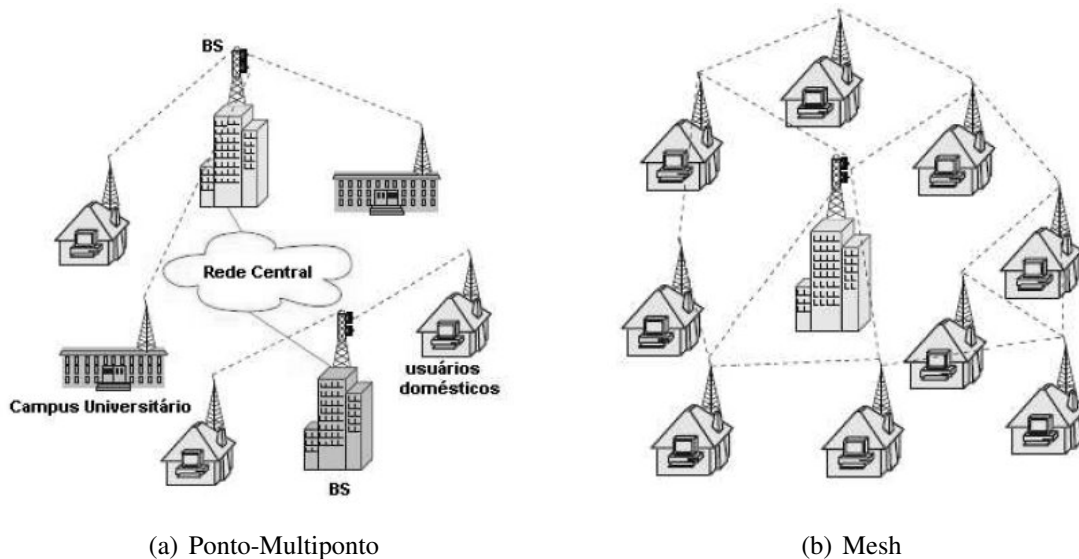 BS
Rede Central
usuários
domésticos
Campus Universitário
BS
(a) Ponto-Multiponto
(b) Mesh